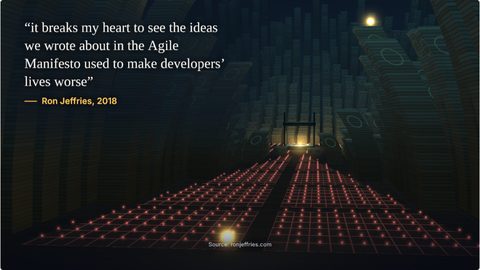 “it breaks my heart to see the ideas
we wrote about in the Agile
Manifesto used to make developers’
lives worse”
— Ron Jeffries, 2018
Source: ronjeffries.com